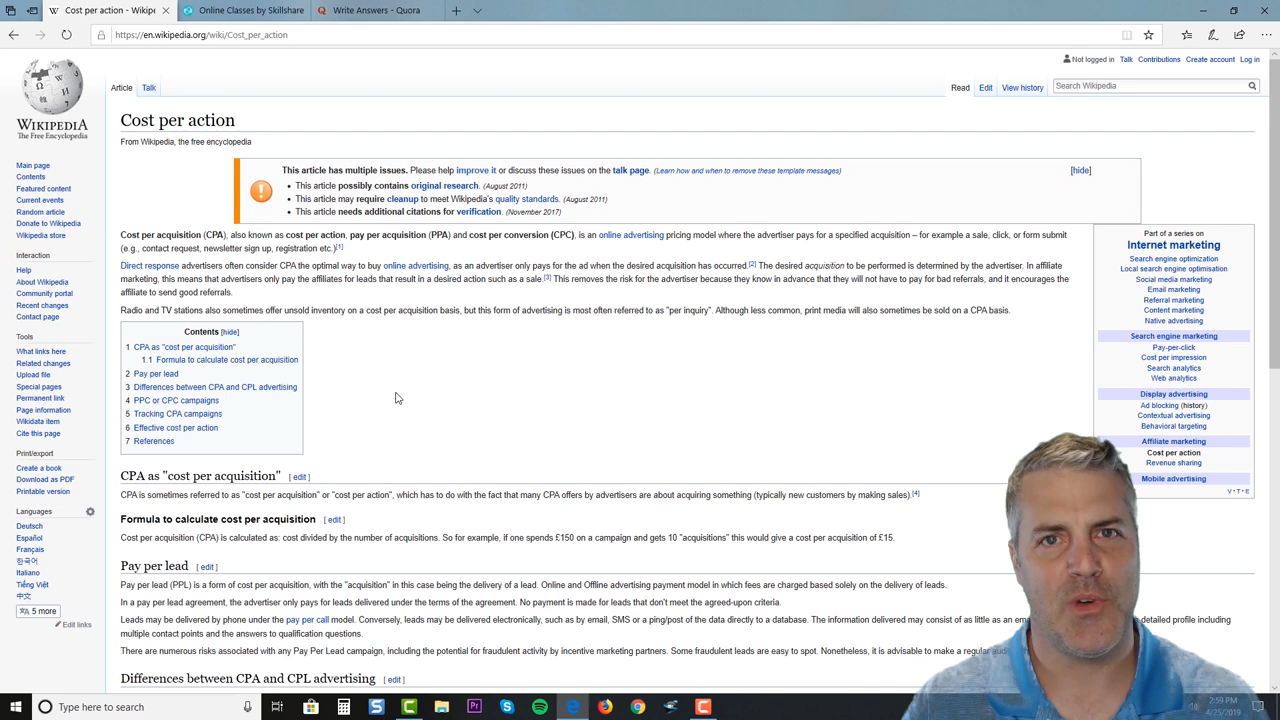 Cost per action - Wikip
Online Classes by Skillshare
Write Answers - Quora
https://en.wikipedia.org/wiki/Cost_per_action
Not logged in Talk Contributions Create account Log in
Article Talk
Read Edit View history
Search Wikipedia
WIKIPEDIA
The Free Encyclopedia
Main page
Contents
Featured content
Current events
Random article
Donate to Wikipedia
Wikipedia store
Interaction
Help
About Wikipedia
Community portal
Recent changes
Contact page
Tools
What links here
Related changes
Upload file
Special pages
Permanent link
Page information
Wikidata item
Cite this page
Print/export
Create a book
Download as PDF
Printable version
Languages
Deutsch
Español
Français
한국어
Italiano
Tiếng Việt
中文
5 more
Edit links
Cost per action
From Wikipedia, the free encyclopedia
This article has multiple issues. Please help improve it or discuss these issues on the talk page. (Learn how and when to remove these template messages)
[hide]
• This article possibly contains original research. (August 2011)
• This article may require cleanup to meet Wikipedia's quality standards. (August 2011)
• This article needs additional citations for verification. (November 2017)
Cost per acquisition (CPA), also known as cost per action, pay per acquisition (PPA) and cost per conversion (CPC), is an online advertising pricing model where the advertiser pays for a specified acquisition – for example a sale, click, or form submit
(e.g., contact request, newsletter sign up, registration etc.)[1]
Direct response advertisers often consider CPA the optimal way to buy online advertising, as an advertiser only pays for the ad when the desired acquisition has occurred.[2] The desired acquisition to be performed is determined by the advertiser. In affiliate
marketing, this means that advertisers only pay the affiliates for leads that result in a desired action such as a sale.[3] This removes the risk for the advertiser because they know in advance that they will not have to pay for bad referrals, and it encourages the
affiliate to send good referrals.
Radio and TV stations also sometimes offer unsold inventory on a cost per acquisition basis, but this form of advertising is most often referred to as "per inquiry". Although less common, print media will also sometimes be sold on a CPA basis.
Contents [hide]
1 CPA as "cost per acquisition"
1.1 Formula to calculate cost per acquisition
2 Pay per lead
3 Differences between CPA and CPL advertising
4 PPC or CPC campaigns
5 Tracking CPA campaigns
6 Effective cost per action
7 References
CPA as "cost per acquisition" [ edit ]
CPA is sometimes referred to as "cost per acquisition" or "cost per action", which has to do with the fact that many CPA offers by advertisers are about acquiring something (typically new customers by making sales).[4]
Formula to calculate cost per acquisition [ edit ]
Cost per acquisition (CPA) is calculated as: cost divided by the number of acquisitions. So for example, if one spends £150 on a campaign and gets 10 "acquisitions" this would give a cost per acquisition of £15.
Pay per lead [ edit ]
Pay per lead (PPL) is a form of cost per acquisition, with the "acquisition" in this case being the delivery of a lead. Online and Offline advertising payment model in which fees are charged based solely on the delivery of leads.
In a pay per lead agreement, the advertiser only pays for leads delivered under the terms of the agreement. No payment is made for leads that don't meet the agreed-upon criteria.
Leads may be delivered by phone under the pay per call model. Conversely, leads may be delivered electronically, such as by email, SMS or a ping/post of the data directly to a database. The information delivered may consist of as little as an detailed profile including
multiple contact points and the answers to qualification questions.
There are numerous risks associated with any Pay Per Lead campaign, including the potential for fraudulent activity by incentive marketing partners. Some fraudulent leads are easy to spot. Nonetheless, it is advisable to make a regular
Differences between CPA and CPL advertising [ edit ]
Part of a series on
Internet marketing
Search engine optimization
Local search engine optimisation
Social media marketing
Email marketing
Referral marketing
Content marketing
Native advertising
Search engine marketing
Pay-per-click
Cost per impression
Search analytics
Web analytics
Display advertising
Ad blocking (history)
Contextual advertising
Behavioral targeting
Affiliate marketing
Cost per action
Revenue sharing
Mobile advertising
V • T • E
Type here to search
2:59 PM
4/25/2019